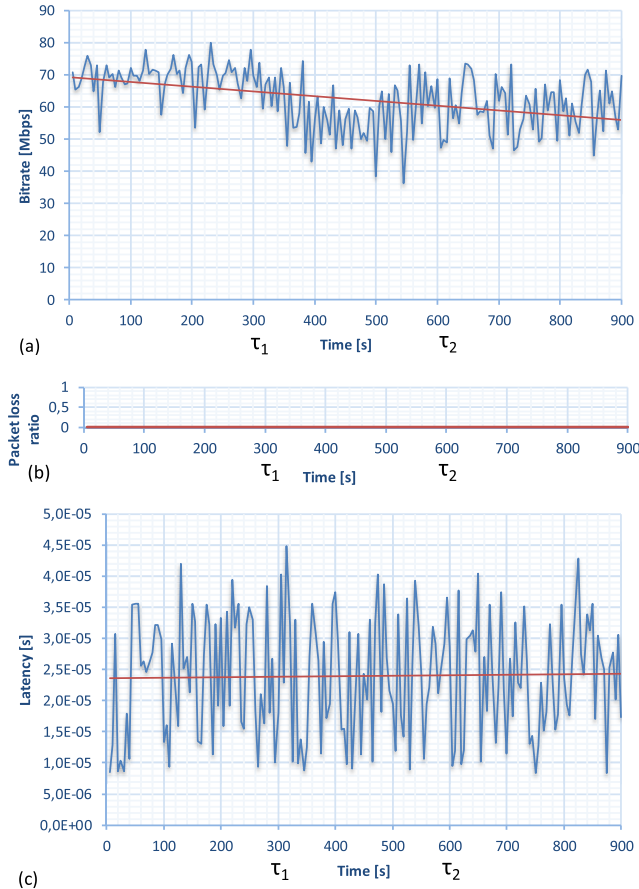 90
80
70
60
50
40
30
20
10
0
Bitrate [Mbps]
0 100 200 300 400 500 600 700 800 900
τ1 Time [s] τ2
(a)
1
0,5
0
Packet loss
ratio
0 100 200 300 400 500 600 700 800 900
τ1 Time [s] τ2
(b)
5,0E-05
4,5E-05
4,0E-05
3,5E-05
3,0E-05
2,5E-05
2,0E-05
1,5E-05
1,0E-05
5,0E-06
0,0E+00
Latency [s]
0 100 200 300 400 500 600 700 800 900
τ1 Time [s] τ2
(c)